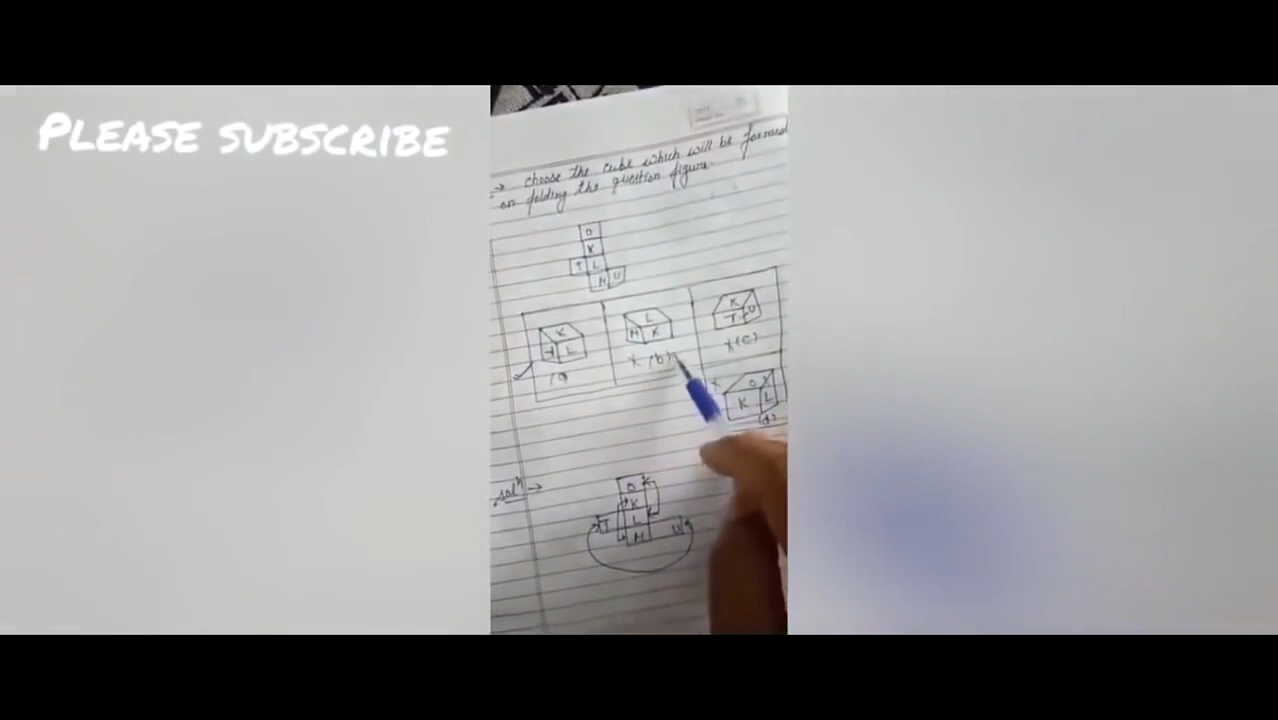 PLEASE SUBSCRIBE
→ choose the cube which will be formed
on folding the question figure.
O
K
T L
M U
K
T L
(a)
L
M K
X (b)
K
T U
X (c)
X
O
K L
(d)
solⁿ →
O
K
T L U
M